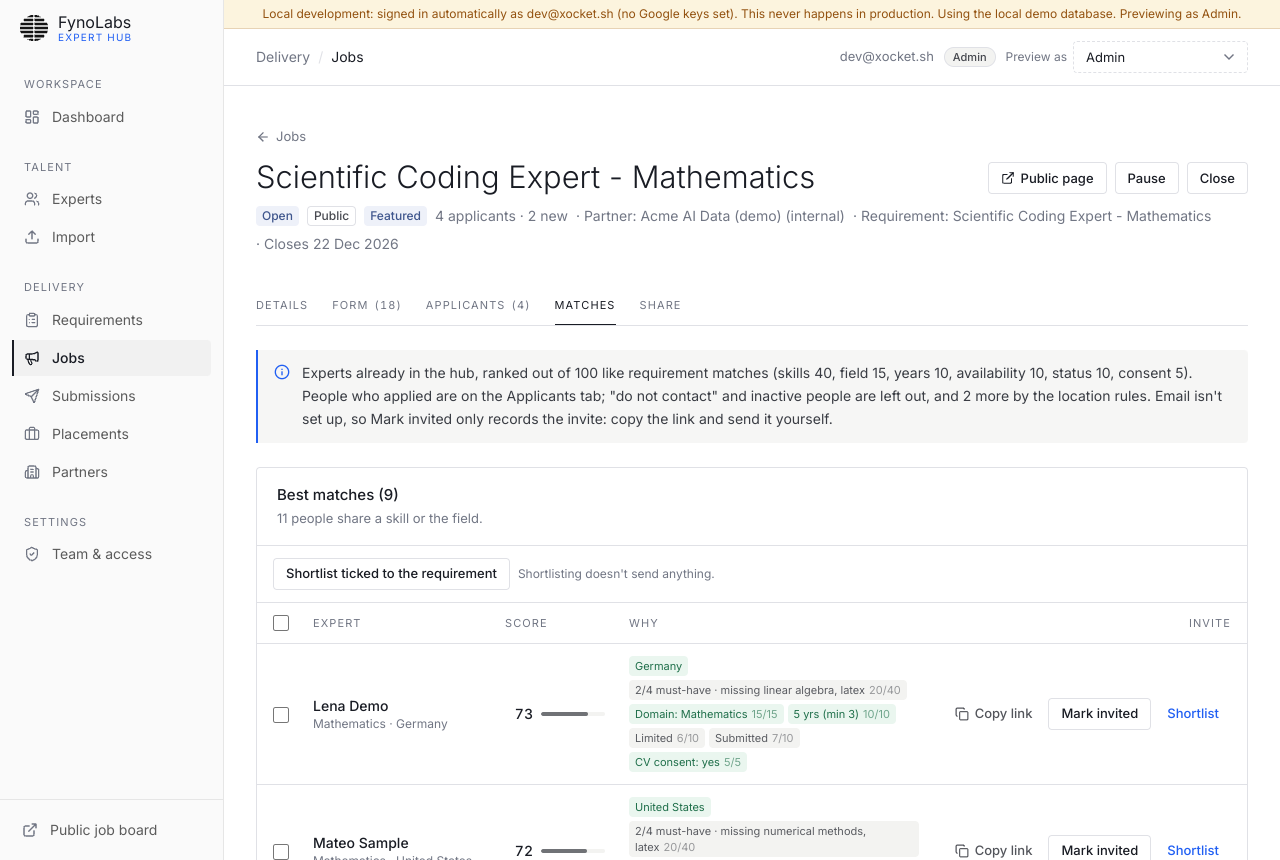 Local development: signed in automatically as dev@xocket.sh (no Google keys set). This never happens in production. Using the local demo database. Previewing as Admin.
FynoLabs
EXPERT HUB
WORKSPACE
Dashboard
TALENT
Experts
Import
DELIVERY
Requirements
Jobs
Submissions
Placements
Partners
SETTINGS
Team & access
Public job board
Delivery / Jobs
dev@xocket.sh Admin Preview as Admin
← Jobs
Scientific Coding Expert - Mathematics
Public page Pause Close
Open Public Featured 4 applicants · 2 new · Partner: Acme AI Data (demo) (internal) · Requirement: Scientific Coding Expert - Mathematics
· Closes 22 Dec 2026
DETAILS FORM (18) APPLICANTS (4) MATCHES SHARE
Experts already in the hub, ranked out of 100 like requirement matches (skills 40, field 15, years 10, availability 10, status 10, consent 5).
People who applied are on the Applicants tab; "do not contact" and inactive people are left out, and 2 more by the location rules. Email isn't
set up, so Mark invited only records the invite: copy the link and send it yourself.
Best matches (9)
11 people share a skill or the field.
Shortlist ticked to the requirement Shortlisting doesn't send anything.
EXPERT SCORE WHY INVITE
Lena Demo
Mathematics · Germany
73
Germany
2/4 must-have · missing linear algebra, latex 20/40
Domain: Mathematics 15/15 5 yrs (min 3) 10/10
Limited 6/10 Submitted 7/10
CV consent: yes 5/5
Copy link Mark invited Shortlist
Mateo Sample
Mathematics · United States
72
United States
2/4 must-have · missing numerical methods,
latex 20/40
Copy link Mark invited Shortlist